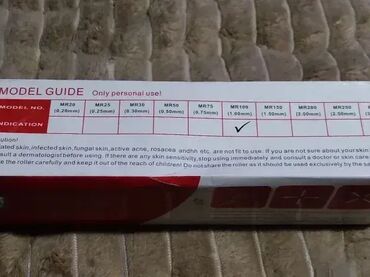 MODEL GUIDE Only personal use!
MODEL NO. MR20 MR25 MR30 MR50 MR75 MR100 MR150 MR200 MR250
(0.20mm) (0.25mm) (0.30mm) (0.50mm) (0.75mm) (1.00mm) (1.50mm) (2.00mm) (2.50mm)
INDICATION ✓
ution!
ated skin,infected skin,fungal skin,active acne, rosacea andhh etc. are not fit to use. If you are not sure your skin
sult a dermatologist before using. If there are any skin sensitivity,stop using immediately and consult a doctor or skin care
e the roller carefully and keep it out of the reach of children! Do not share the roller as it should be used exclusively by the sa